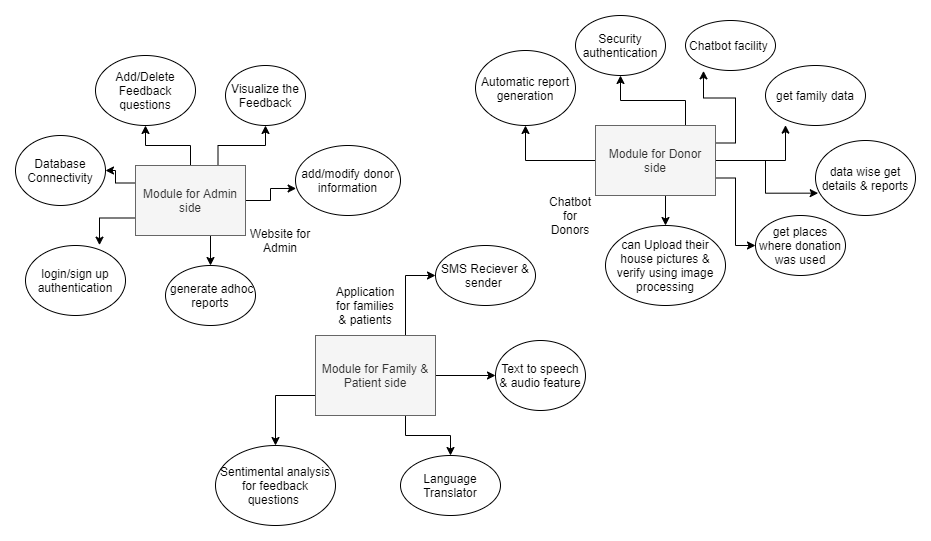 Add/Delete
Feedback
questions
Visualize the
Feedback
Database
Connectivity
Module for Admin
side
add/modify donor
information
Website for
Admin
login/sign up
authentication
generate adhoc
reports
Security
authentication
Chatbot facility
Automatic report
generation
get family data
Module for Donor
side
data wise get
details & reports
Chatbot
for
Donors
get places
where donation
was used
can Upload their
house pictures &
verify using image
processing
Application
for families
& patients
SMS Reciever &
sender
Module for Family &
Patient side
Text to speech
& audio feature
Sentimental analysis
for feedback
questions
Language
Translator